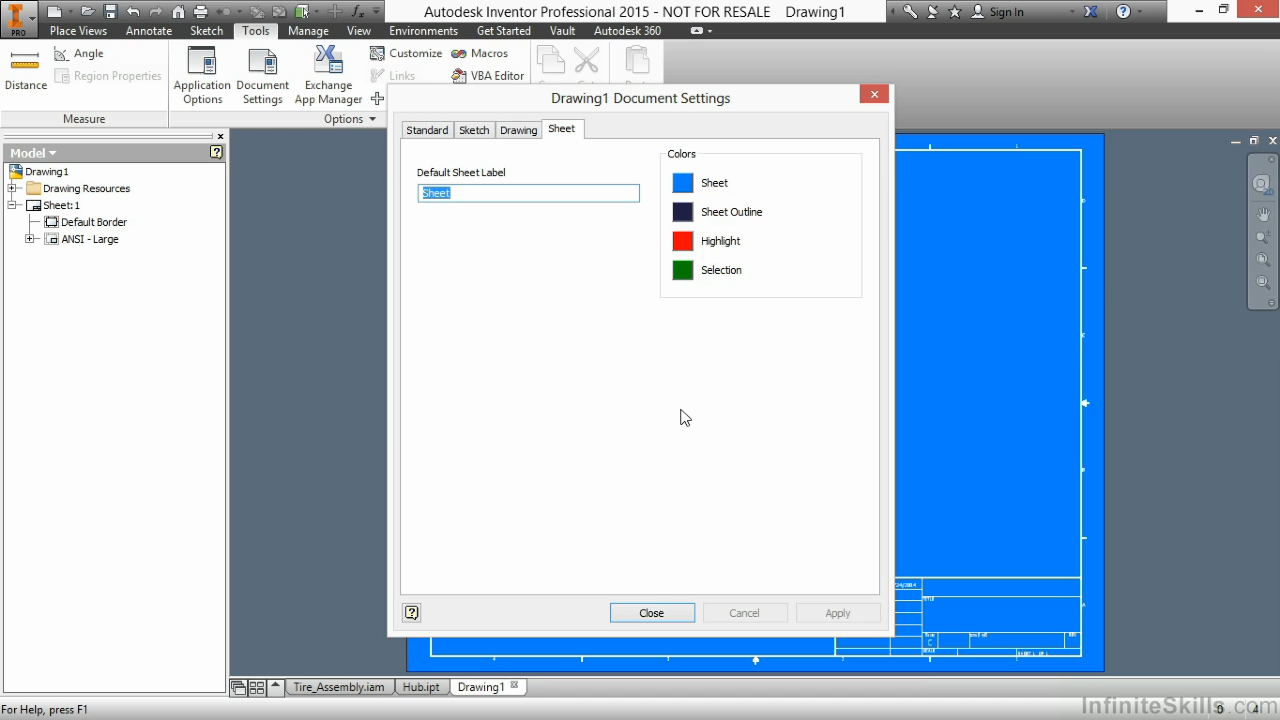 Autodesk Inventor Professional 2015 - NOT FOR RESALE Drawing1
Sign In
PRO
Place Views Annotate Sketch Tools Manage View Environments Get Started Vault Autodesk 360
Distance
Angle
Region Properties
Measure
Application Options
Document Settings
Exchange App Manager
Customize
Links
Macros
VBA Editor
Options
Model
Drawing1
Drawing Resources
Sheet:1
Default Border
ANSI - Large
Drawing1 Document Settings
Standard Sketch Drawing Sheet
Default Sheet Label
Sheet
Colors
Sheet
Sheet Outline
Highlight
Selection
Close Cancel Apply
Tire_Assembly.iam Hub.ipt Drawing1
For Help, press F1
InfiniteSkills.com